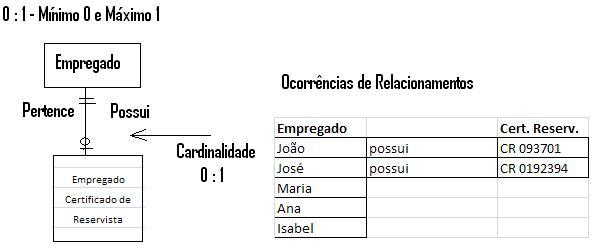 0 : 1 - Mínimo 0 e Máximo 1
Empregado
Pertence Possui
Cardinalidade
0 : 1
Empregado
Certificado de
Reservista
Ocorrências de Relacionamentos
Empregado Cert. Reserv.
João possui CR 093701
José possui CR 0192394
Maria
Ana
Isabel